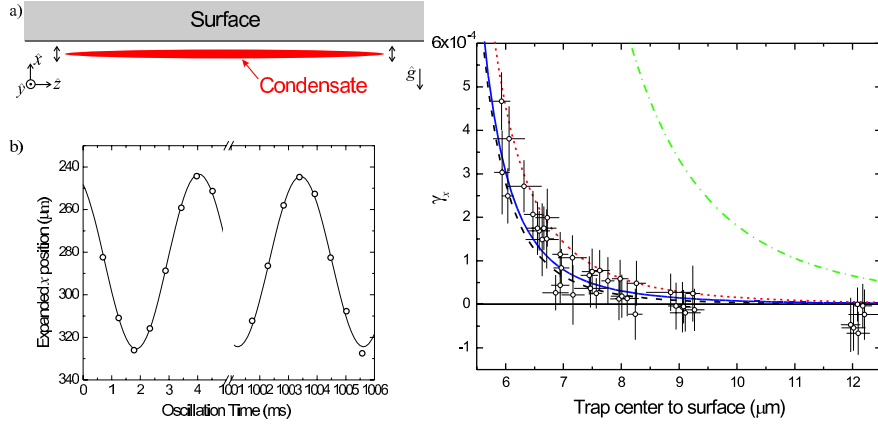 a)
Surface
x̂
ŷ
ẑ
Condensate
ĝ
b)
Expanded x position (μm)
240
260
280
300
320
340
0 1 2 3 4 5 1001 1002 1003 1004 1005 1006
Oscillation Time (ms)
γx
6x10⁻⁴
5
4
3
2
1
0
-1
6 7 8 9 10 11 12
Trap center to surface (μm)